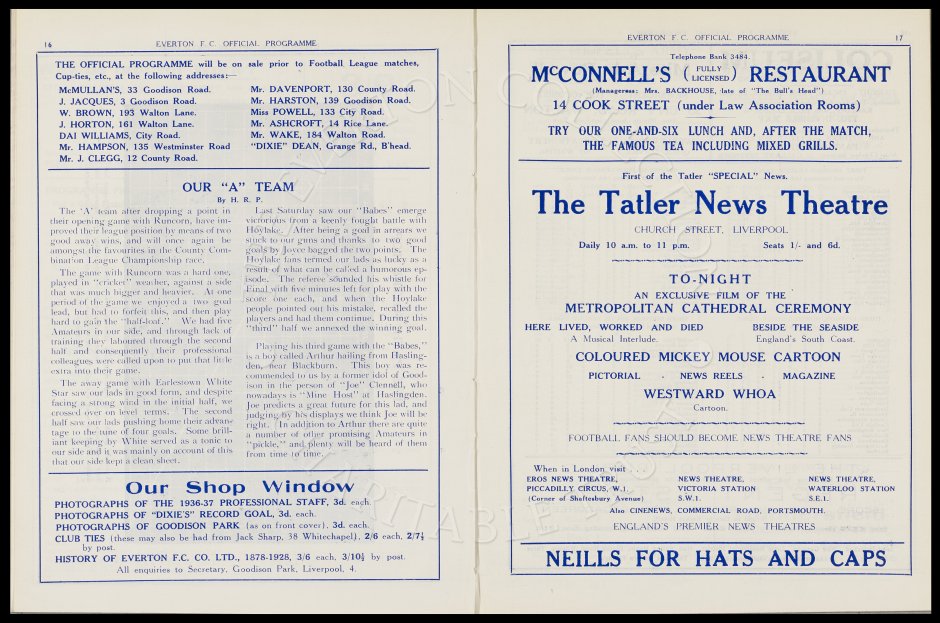 16
EVERTON F.C. OFFICIAL PROGRAMME
THE OFFICIAL PROGRAMME will be on sale prior to Football League matches,
Cup-ties, etc., at the following addresses:—
McMULLAN'S, 33 Goodison Road.
J. JACQUES, 3 Goodison Road.
W. BROWN, 193 Walton Lane.
J. HORTON, 161 Walton Lane.
DAI WILLIAMS, City Road.
Mr. HAMPSON, 135 Westminster Road
Mr. J. CLEGG, 12 County Road.
Mr. DAVENPORT, 130 County Road.
Mr. HARSTON, 139 Goodison Road.
Miss POWELL, 133 City Road.
Mr. ASHCROFT, 14 Rice Lane.
Mr. WAKE, 184 Walton Road.
"DIXIE" DEAN, Grange Rd., B'head.
OUR "A" TEAM
By H. R. P.
The 'A' team after dropping a point in
their opening game with Runcorn, have im-
proved their league position by means of two
good away wins, and will once again be
amongst the favourites in the County Com-
bination League Championship race.
The game with Runcorn was a hard one,
played in "cricket" weather, against a side
that was much bigger and heavier. At one
period of the game we enjoyed a two goal
lead, but had to forfeit this, and then play
hard to gain the "half-loaf." We had five
Amateurs in our side, and through lack of
training they laboured through the second
half and consequently their professional
colleagues were called upon to put that little
extra into their game.
The away game with Earlestown White
Star saw our lads in good form, and despite
facing a strong wind in the initial half, we
crossed over on level terms. The second
half saw our lads pushing home their advan-
tage to the tune of four goals. Some brill-
iant keeping by White served as a tonic to
our side and it was mainly on account of this
that our side kept a clean sheet.
Last Saturday saw our "Babes" emerge
victorious from a keenly fought battle with
Hoylake. After being a goal in arrears we
stuck to our guns and thanks to two good
goals by Joyce bagged the two points. The
Hoylake fans termed our lads as lucky as a
result of what can be called a humorous ep-
isode. The referee sounded his whistle for
Final with five minutes left for play with the
score one each, and when the Hoylake
people pointed out his mistake, recalled the
players and had them continue. During this
"third" half we annexed the winning goal.
Playing his third game with the "Babes,"
is a boy called Arthur hailing from Hasling-
den, near Blackburn. This boy was re-
commended to us by a former idol of Good-
ison in the person of "Joe" Clennell, who
nowadays is "Mine Host" at Haslingden.
Joe predicts a great future for this lad, and
judging by his displays we think Joe will be
right. In addition to Arthur there are quite
a number of other promising Amateurs in
"pickle," and plenty will be heard of them
from time to time.
Our Shop Window
PHOTOGRAPHS OF THE 1936-37 PROFESSIONAL STAFF, 3d. each.
PHOTOGRAPHS OF "DIXIE'S" RECORD GOAL, 3d. each.
PHOTOGRAPHS OF GOODISON PARK (as on front cover), 3d. each.
CLUB TIES (these may also be had from Jack Sharp, 38 Whitechapel), 2/6 each, 2/7½
by post.
HISTORY OF EVERTON F.C. CO. LTD., 1878-1928, 3/6 each, 3/10½ by post.
All enquiries to Secretary, Goodison Park, Liverpool, 4.
EVERTON F.C. OFFICIAL PROGRAMME
17
Telephone Bank 3484.
McCONNELL'S (FULLY LICENSED) RESTAURANT
(Manageress: Mrs. BACKHOUSE, late of "The Bull's Head")
14 COOK STREET (under Law Association Rooms)
TRY OUR ONE-AND-SIX LUNCH AND, AFTER THE MATCH,
THE FAMOUS TEA INCLUDING MIXED GRILLS.
First of the Tatler "SPECIAL" News.
The Tatler News Theatre
CHURCH STREET, LIVERPOOL
Daily 10 a.m. to 11 p.m. Seats 1/- and 6d.
TO-NIGHT
AN EXCLUSIVE FILM OF THE
METROPOLITAN CATHEDRAL CEREMONY
HERE LIVED, WORKED AND DIED BESIDE THE SEASIDE
A Musical Interlude. England's South Coast.
COLOURED MICKEY MOUSE CARTOON
PICTORIAL - NEWS REELS - MAGAZINE
WESTWARD WHOA
Cartoon.
FOOTBALL FANS SHOULD BECOME NEWS THEATRE FANS
When in London visit . . .
EROS NEWS THEATRE, NEWS THEATRE, NEWS THEATRE,
PICCADILLY CIRCUS, W.1. VICTORIA STATION WATERLOO STATION
(Corner of Shaftesbury Avenue) S.W.1. S.E.1.
Also CINENEWS, COMMERCIAL ROAD, PORTSMOUTH.
ENGLAND'S PREMIER NEWS THEATRES
NEILLS FOR HATS AND CAPS